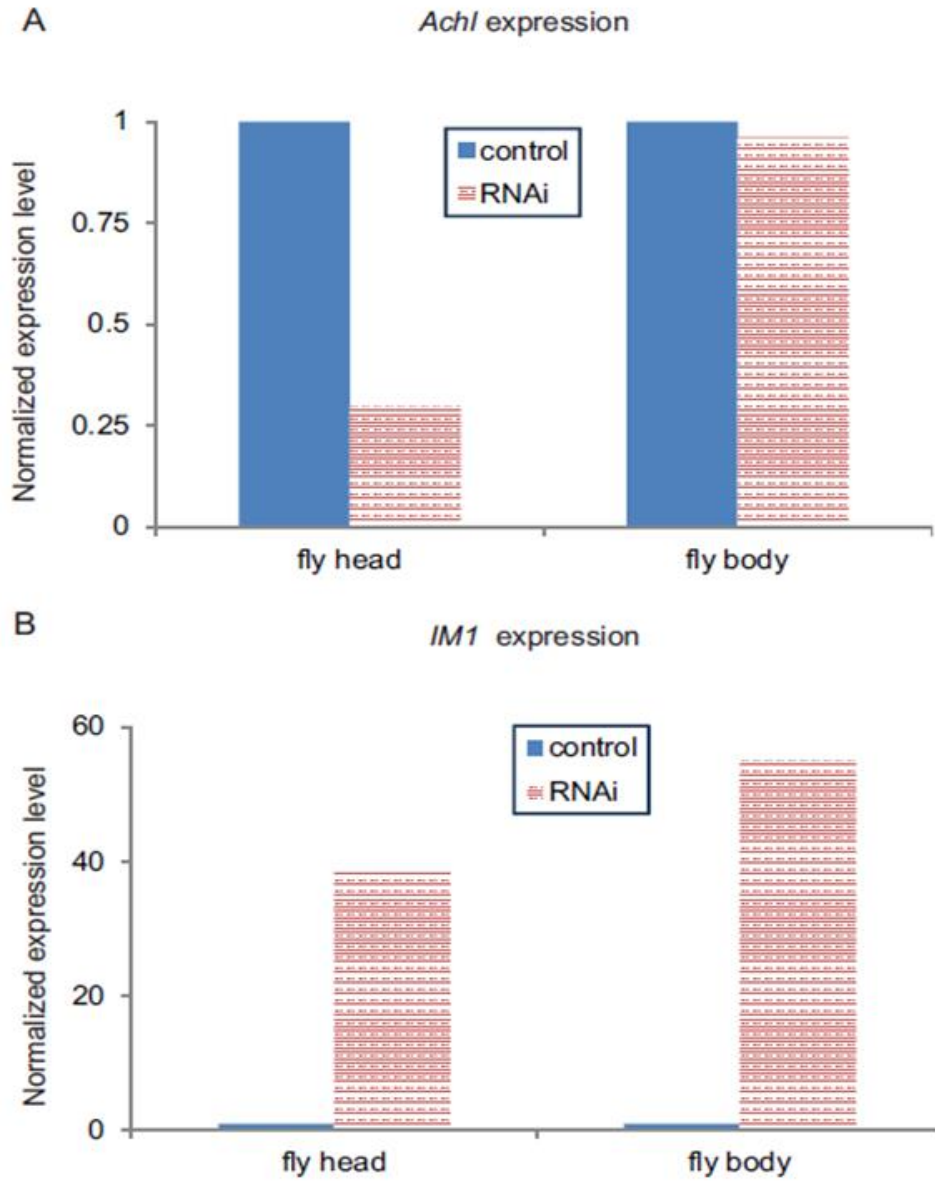 A
Achl expression
Normalized expression level
1
0.75
0.5
0.25
0
control
RNAi
fly head
fly body
B
IM1 expression
Normalized expression level
60
40
20
0
control
RNAi
fly head
fly body